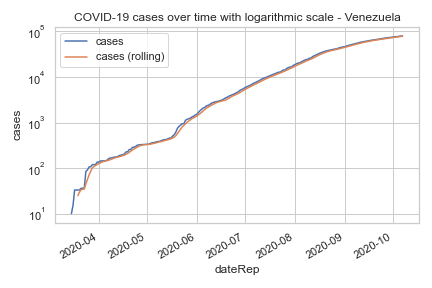 COVID-19 cases over time with logarithmic scale - Venezuela
cases
cases (rolling)
10⁵
10⁴
10³
10²
10¹
cases
2020-04
2020-05
2020-06
2020-07
2020-08
2020-09
2020-10
dateRep